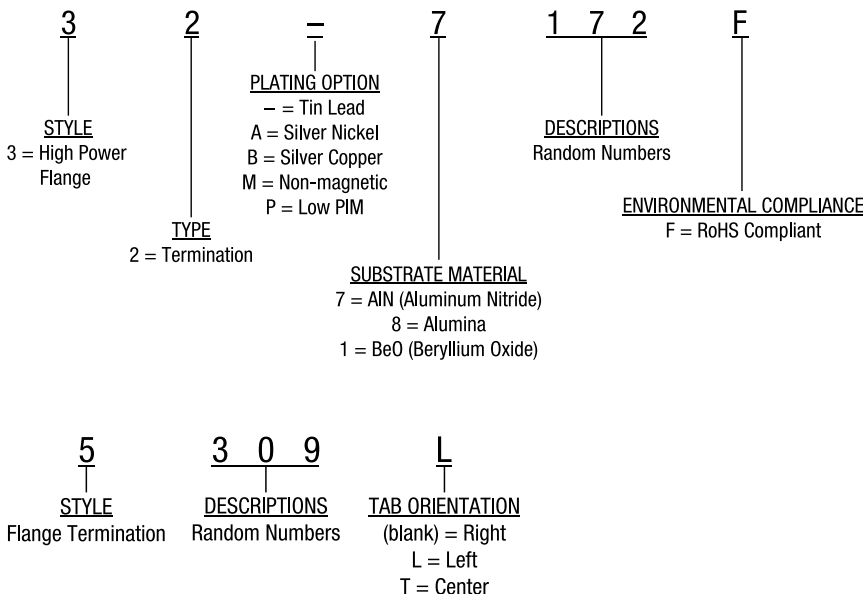 3 2 – 7 1 7 2 F
STYLE
3 = High Power
Flange
TYPE
2 = Termination
PLATING OPTION
– = Tin Lead
A = Silver Nickel
B = Silver Copper
M = Non-magnetic
P = Low PIM
SUBSTRATE MATERIAL
7 = AlN (Aluminum Nitride)
8 = Alumina
1 = BeO (Beryllium Oxide)
DESCRIPTIONS
Random Numbers
ENVIRONMENTAL COMPLIANCE
F = RoHS Compliant
5 3 0 9 L
STYLE
Flange Termination
DESCRIPTIONS
Random Numbers
TAB ORIENTATION
(blank) = Right
L = Left
T = Center